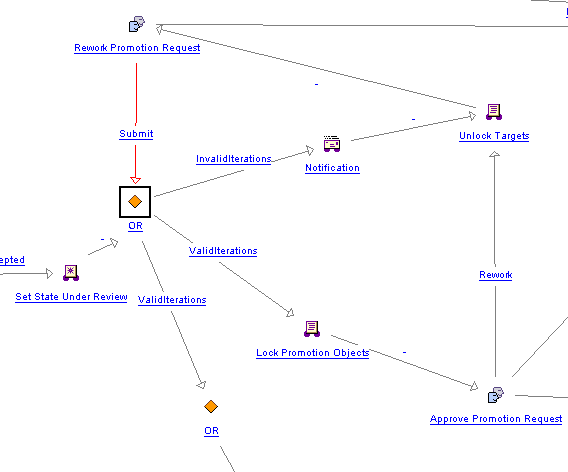 Rework Promotion Request
-
Submit
Unlock Targets
-
InvalidIterations
Notification
OR
-
ValidIterations
epted
Rework
Set State Under Review
ValidIterations
Lock Promotion Objects
-
Approve Promotion Request
OR